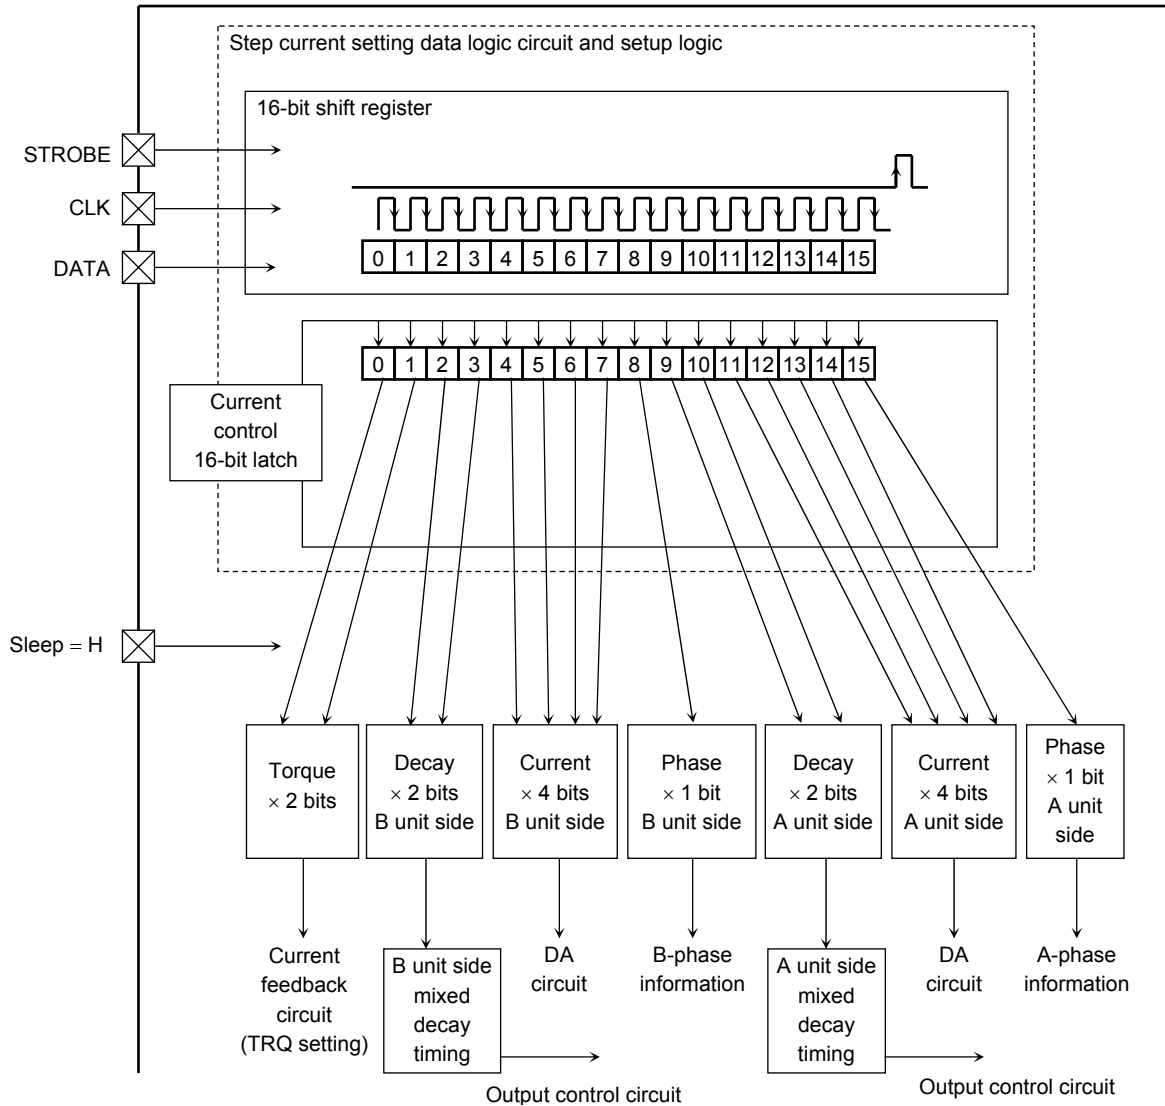 Step current setting data logic circuit and setup logic
16-bit shift register
STROBE
CLK
DATA
0 1 2 3 4 5 6 7 8 9 10 11 12 13 14 15
0 1 2 3 4 5 6 7 8 9 10 11 12 13 14 15
Current
control
16-bit latch
Sleep = H
Torque
× 2 bits
Decay
× 2 bits
B unit side
Current
× 4 bits
B unit side
Phase
× 1 bit
B unit side
Decay
× 2 bits
A unit side
Current
× 4 bits
A unit side
Phase
× 1 bit
A unit
side
Current
feedback
circuit
(TRQ setting)
B unit side
mixed
decay
timing
DA
circuit
B-phase
information
A unit side
mixed
decay
timing
DA
circuit
A-phase
information
Output control circuit
Output control circuit